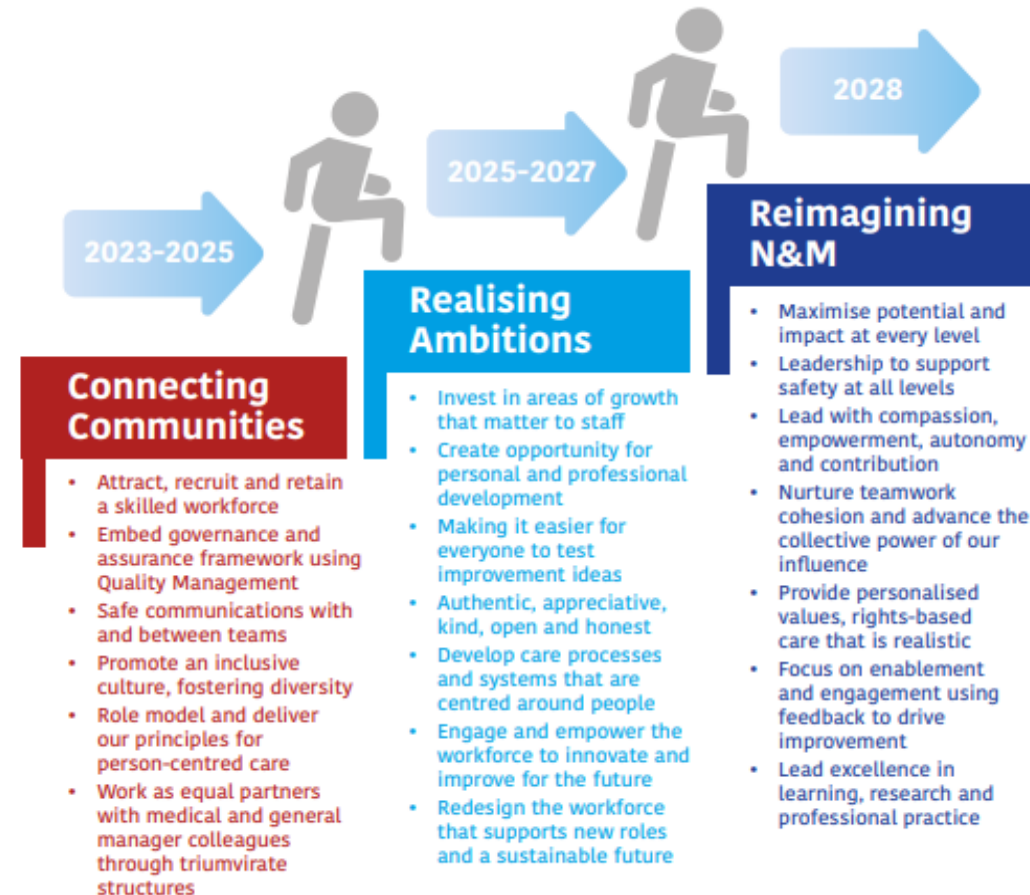 2023-2025
Connecting
Communities
• Attract, recruit and retain
a skilled workforce
• Embed governance and
assurance framework using
Quality Management
• Safe communications with
and between teams
• Promote an inclusive
culture, fostering diversity
• Role model and deliver
our principles for
person-centred care
• Work as equal partners
with medical and general
manager colleagues
through triumvirate
structures
2025-2027
Realising
Ambitions
• Invest in areas of growth
that matter to staff
• Create opportunity for
personal and professional
development
• Making it easier for
everyone to test
improvement ideas
• Authentic, appreciative,
kind, open and honest
• Develop care processes
and systems that are
centred around people
• Engage and empower the
workforce to innovate and
improve for the future
• Redesign the workforce
that supports new roles
and a sustainable future
2028
Reimagining
N&M
• Maximise potential and
impact at every level
• Leadership to support
safety at all levels
• Lead with compassion,
empowerment, autonomy
and contribution
• Nurture teamwork
cohesion and advance the
collective power of our
influence
• Provide personalised
values, rights-based
care that is realistic
• Focus on enablement
and engagement using
feedback to drive
improvement
• Lead excellence in
learning, research and
professional practice